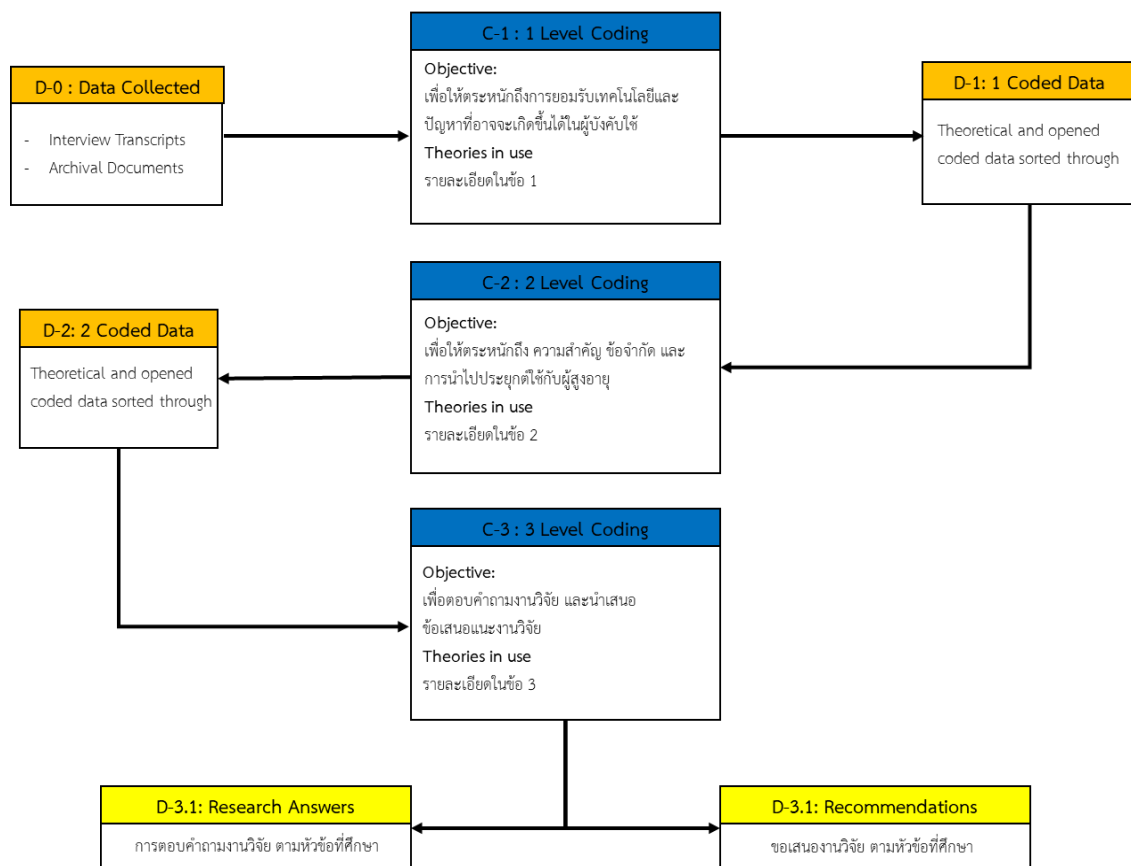 C-1 : 1 Level Coding
Objective:
เพื่อให้ตระหนักถึงการยอมรับเทคโนโลยีและ
ปัญหาที่อาจจะเกิดขึ้นได้ในผู้บังคับใช้
Theories in use
รายละเอียดในข้อ 1
D-0 : Data Collected
- Interview Transcripts
- Archival Documents
D-1: 1 Coded Data
Theoretical and opened
coded data sorted through
C-2 : 2 Level Coding
Objective:
เพื่อให้ตระหนักถึง ความสำคัญ ข้อจำกัด และ
การนำไปประยุกต์ใช้กับผู้สูงอายุ
Theories in use
รายละเอียดในข้อ 2
D-2: 2 Coded Data
Theoretical and opened
coded data sorted through
C-3 : 3 Level Coding
Objective:
เพื่อตอบคำถามงานวิจัย และนำเสนอ
ข้อเสนอแนะงานวิจัย
Theories in use
รายละเอียดในข้อ 3
D-3.1: Research Answers
การตอบคำถามงานวิจัย ตามหัวข้อที่ศึกษา
D-3.1: Recommendations
ขอเสนองานวิจัย ตามหัวข้อที่ศึกษา